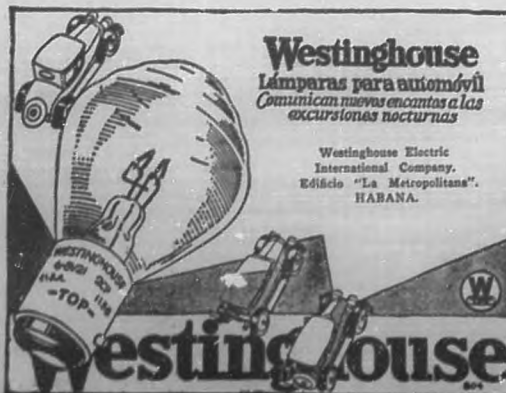 Westinghouse
Lámparas para automóvil
Comunican nuevos encantos a las
excursiones nocturnas
Westinghouse Electric
International Company.
Edificio "La Metropolitana".
HABANA.
WESTINGHOUSE
-TOP-
W
Westinghouse